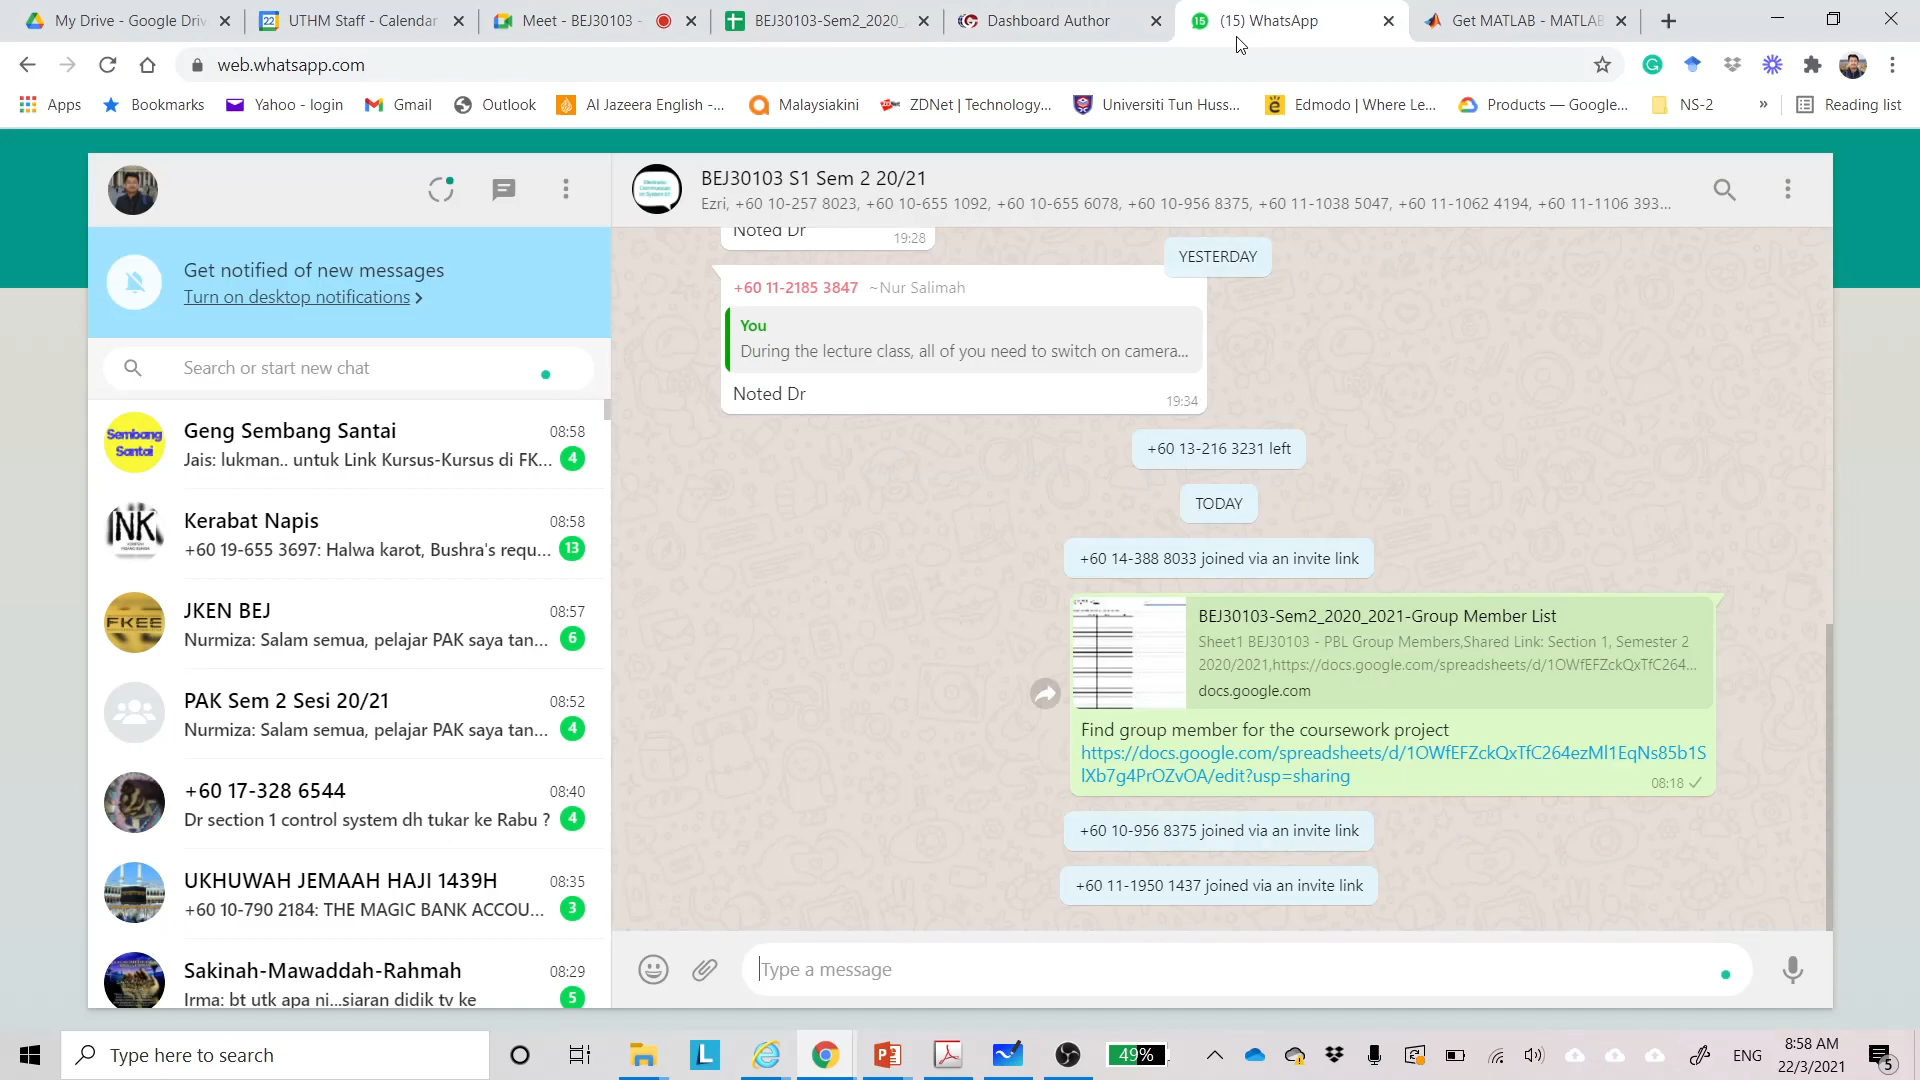 My Drive - Google Driv
UTHM Staff - Calendar
Meet - BEJ30103 -
BEJ30103-Sem2_2020_
Dashboard Author
(15) WhatsApp
Get MATLAB - MATLAB
web.whatsapp.com
Apps
Bookmarks
Yahoo - login
Gmail
Outlook
Al Jazeera English -...
Malaysiakini
ZDNet | Technology,...
Universiti Tun Huss...
Edmodo | Where Le...
Products — Google...
NS-2
»
Reading list
Get notified of new messages
Turn on desktop notifications >
Search or start new chat
Sembang
Santai
Geng Sembang Santai
08:58
Jais: lukman.. untuk Link Kursus-Kursus di FK...
4
Kerabat Napis
08:58
+60 19-655 3697: Halwa karot, Bushra's requ...
13
FKEE
JKEN BEJ
08:57
Nurmiza: Salam semua, pelajar PAK saya tan...
6
PAK Sem 2 Sesi 20/21
08:52
Nurmiza: Salam semua, pelajar PAK saya tan...
4
+60 17-328 6544
08:40
Dr section 1 control system dh tukar ke Rabu ?
4
UKHUWAH JEMAAH HAJI 1439H
08:35
+60 10-790 2184: THE MAGIC BANK ACCOU...
3
Sakinah-Mawaddah-Rahmah
08:29
Irma: bt utk apa ni...siaran didik tv ke
5
BEJ30103 S1 Sem 2 20/21
Ezri, +60 10-257 8023, +60 10-655 1092, +60 10-655 6078, +60 10-956 8375, +60 11-1038 5047, +60 11-1062 4194, +60 11-1106 393...
Noted Dr
19:28
YESTERDAY
+60 11-2185 3847 ~Nur Salimah
You
During the lecture class, all of you need to switch on camera...
Noted Dr
19:34
+60 13-216 3231 left
TODAY
+60 14-388 8033 joined via an invite link
BEJ30103-Sem2_2020_2021-Group Member List
Sheet1 BEJ30103 - PBL Group Members,Shared Link: Section 1, Semester 2
2020/2021,https://docs.google.com/spreadsheets/d/1OWfEFZckQxTfC264...
docs.google.com
Find group member for the coursework project
https://docs.google.com/spreadsheets/d/1OWfEFZckQxTfC264ezMl1EqNs85b1S
lXb7g4PrOZvOA/edit?usp=sharing
08:18
+60 10-956 8375 joined via an invite link
+60 11-1950 1437 joined via an invite link
Type a message
Type here to search
49%
ENG
8:58 AM
22/3/2021
5